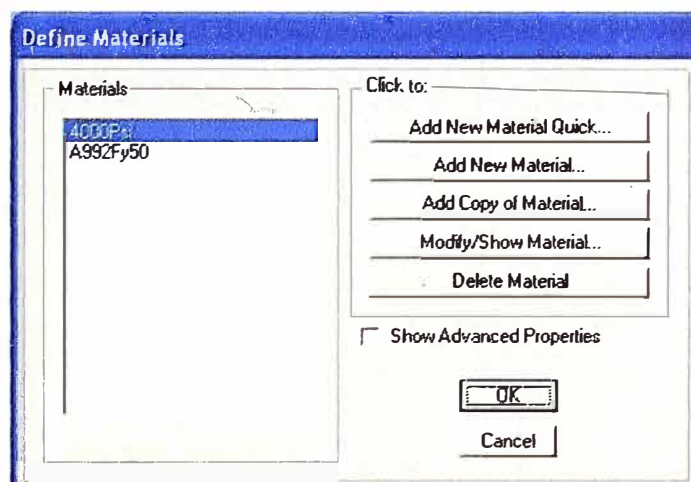 Define Materials
Materials
4000Psi
A992Fy50
Click to:
Add New Material Quick...
Add New Material...
Add Copy of Material...
Modify/Show Material...
Delete Material
Show Advanced Properties
OK
Cancel